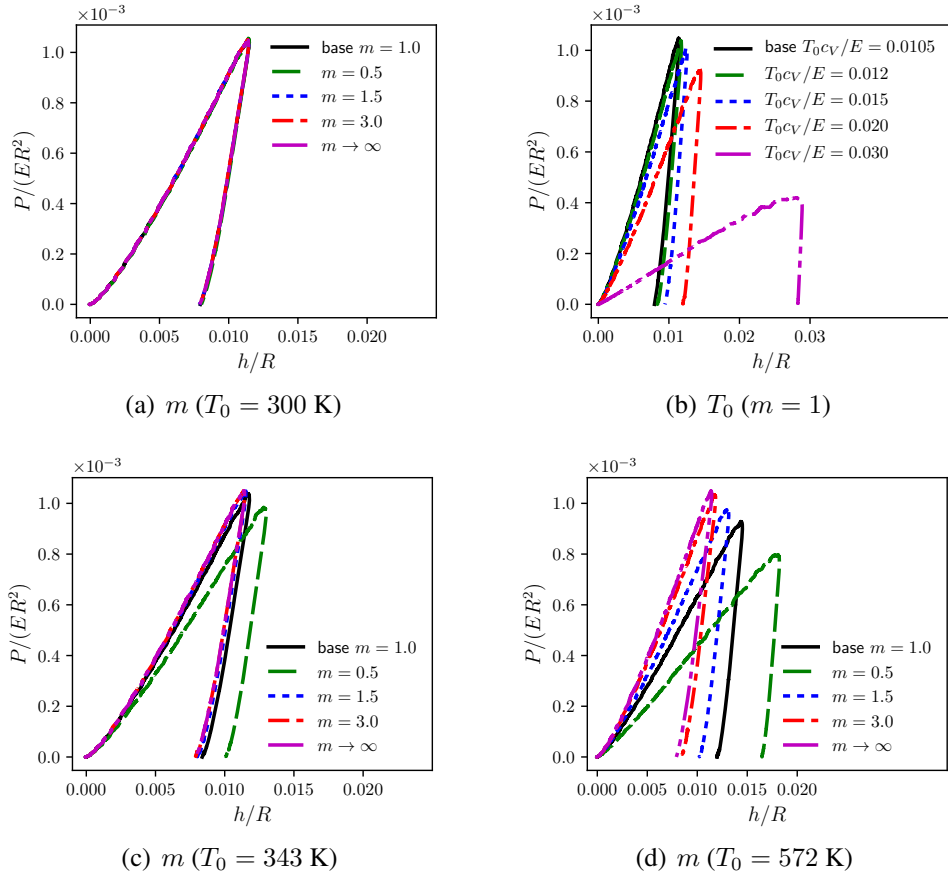 ×10⁻³
1.0
0.8
0.6
0.4
0.2
0.0
P/(ER²)
base m = 1.0
m = 0.5
m = 1.5
m = 3.0
m → ∞
0.000 0.005 0.010 0.015 0.020
h/R
(a) m (T₀ = 300 K)
×10⁻³
1.0
0.8
0.6
0.4
0.2
0.0
P/(ER²)
base T₀c_V/E = 0.0105
T₀c_V/E = 0.012
T₀c_V/E = 0.015
T₀c_V/E = 0.020
T₀c_V/E = 0.030
0.00 0.01 0.02 0.03
h/R
(b) T₀ (m = 1)
×10⁻³
1.0
0.8
0.6
0.4
0.2
0.0
P/(ER²)
base m = 1.0
m = 0.5
m = 1.5
m = 3.0
m → ∞
0.000 0.005 0.010 0.015 0.020
h/R
(c) m (T₀ = 343 K)
×10⁻³
1.0
0.8
0.6
0.4
0.2
0.0
P/(ER²)
base m = 1.0
m = 0.5
m = 1.5
m = 3.0
m → ∞
0.000 0.005 0.010 0.015 0.020
h/R
(d) m (T₀ = 572 K)